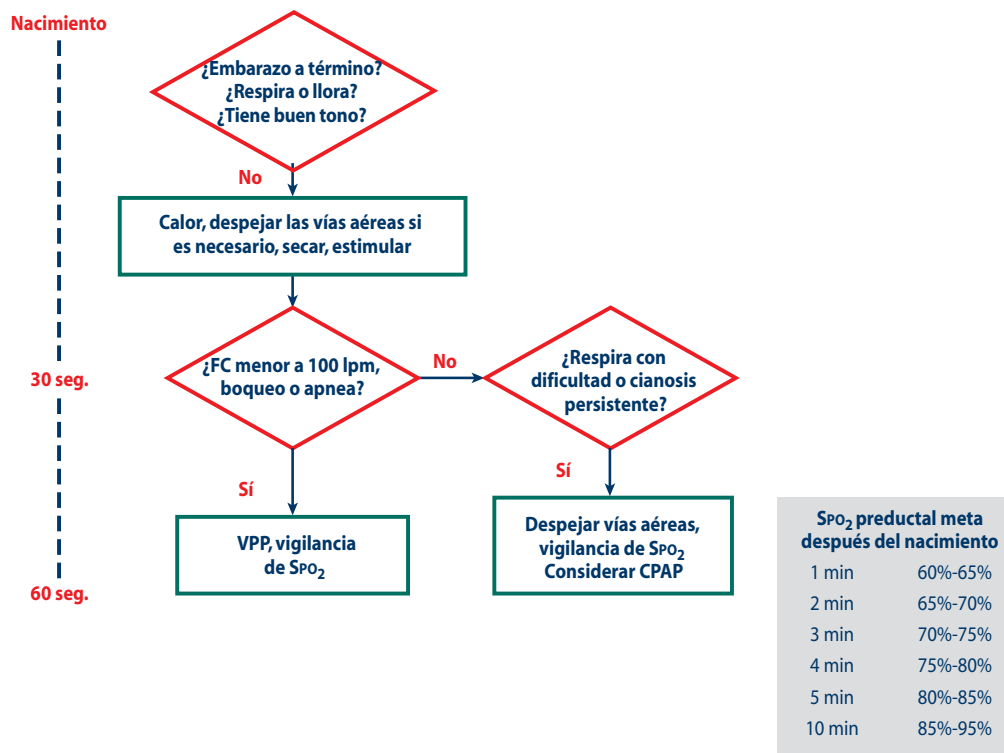 Nacimiento
¿Embarazo a término?
¿Respira o llora?
¿Tiene buen tono?
No
Calor, despejar las vías aéreas si
es necesario, secar, estimular
30 seg.
¿FC menor a 100 lpm,
boqueo o apnea?
No
¿Respira con
dificultad o cianosis
persistente?
Sí
VPP, vigilancia
de SPO2
Sí
Despejar vías aéreas,
vigilancia de SPO2
Considerar CPAP
60 seg.
SPO2 preductal meta
después del nacimiento
1 min 60%-65%
2 min 65%-70%
3 min 70%-75%
4 min 75%-80%
5 min 80%-85%
10 min 85%-95%